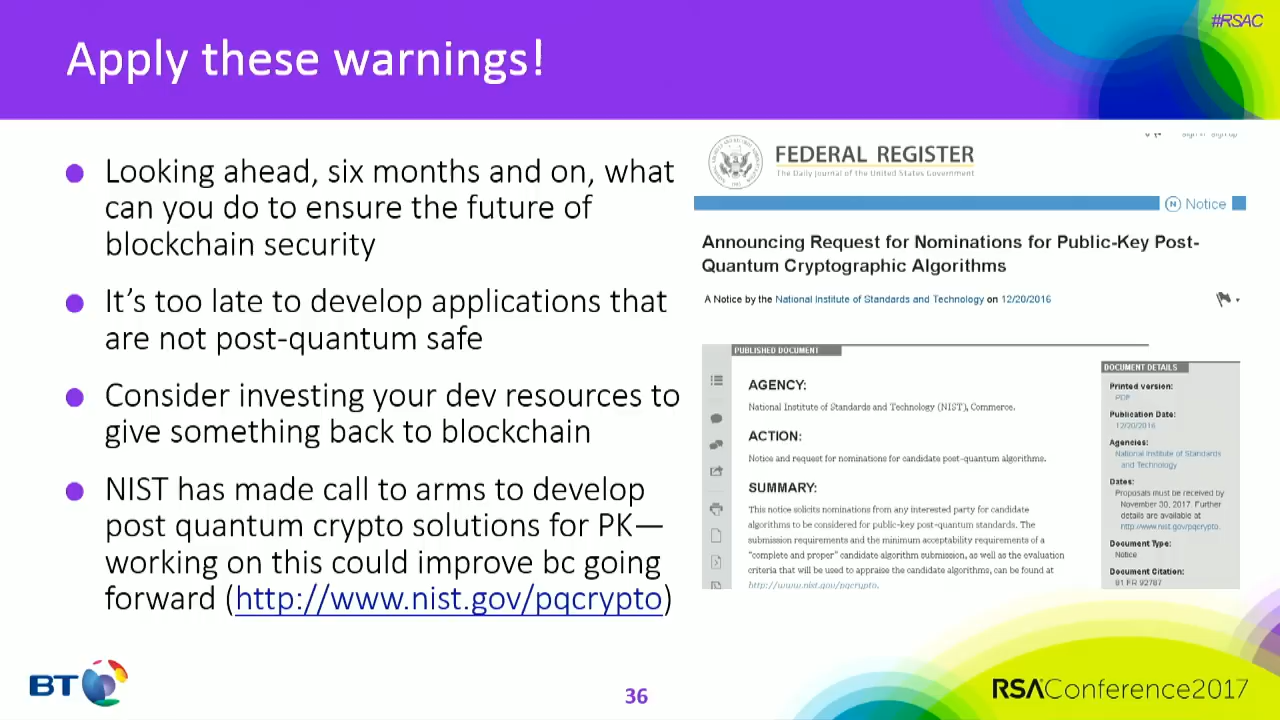 #RSAC
Apply these warnings!
Looking ahead, six months and on, what
can you do to ensure the future of
blockchain security
It's too late to develop applications that
are not post-quantum safe
Consider investing your dev resources to
give something back to blockchain
NIST has made call to arms to develop
post quantum crypto solutions for PK—
working on this could improve bc going
forward (http://www.nist.gov/pqcrypto)
FEDERAL REGISTER
The Daily Journal of the United States Government
Notice
Announcing Request for Nominations for Public-Key Post-
Quantum Cryptographic Algorithms
A Notice by the National Institute of Standards and Technology on 12/20/2016
PUBLISHED DOCUMENT
AGENCY:
National Institute of Standards and Technology (NIST), Commerce.
ACTION:
Notice and request for nominations for candidate post-quantum algorithms.
SUMMARY:
This notice solicits nominations from any interested party for candidate
algorithms to be considered for public-key post-quantum standards. The
submission requirements and the minimum acceptability requirements of a
"complete and proper" candidate algorithm submission, as well as the evaluation
criteria that will be used to appraise the candidate algorithms, can be found at
http://www.nist.gov/pqcrypto.
DOCUMENT DETAILS
Printed version:
PDF
Publication Date:
12/20/2016
Agencies:
National Institute of Standards
and Technology
Dates:
Proposals must be received by
November 30, 2017. Further
details are available at
http://www.nist.gov/pqcrypto.
Document Type:
Notice
Document Citation:
81 FR 92787
BT
36
RSAConference2017